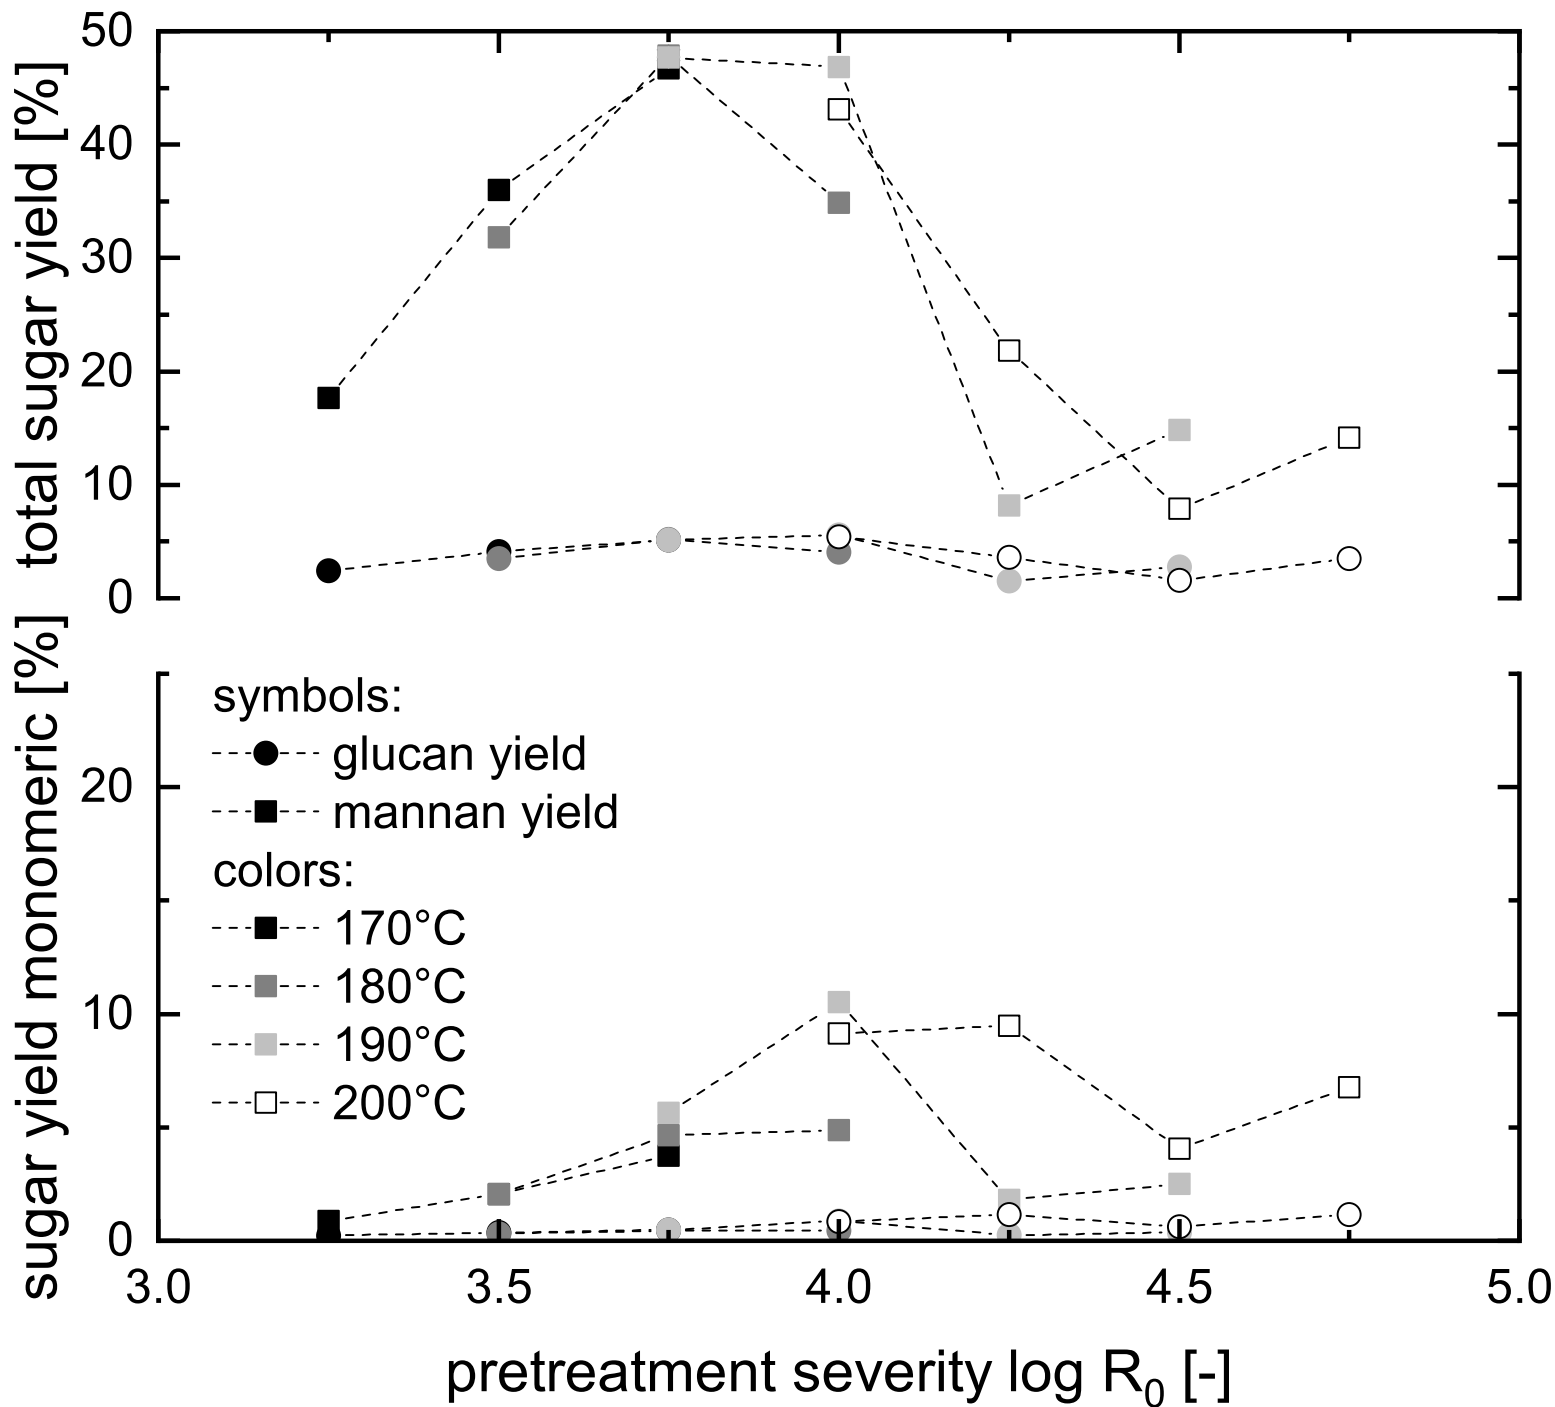 total sugar yield [%]
50
40
30
20
10
0
sugar yield monomeric [%]
20
10
0
symbols:
glucan yield
mannan yield
colors:
170°C
180°C
190°C
200°C
3.0 3.5 4.0 4.5 5.0
pretreatment severity log R₀ [-]